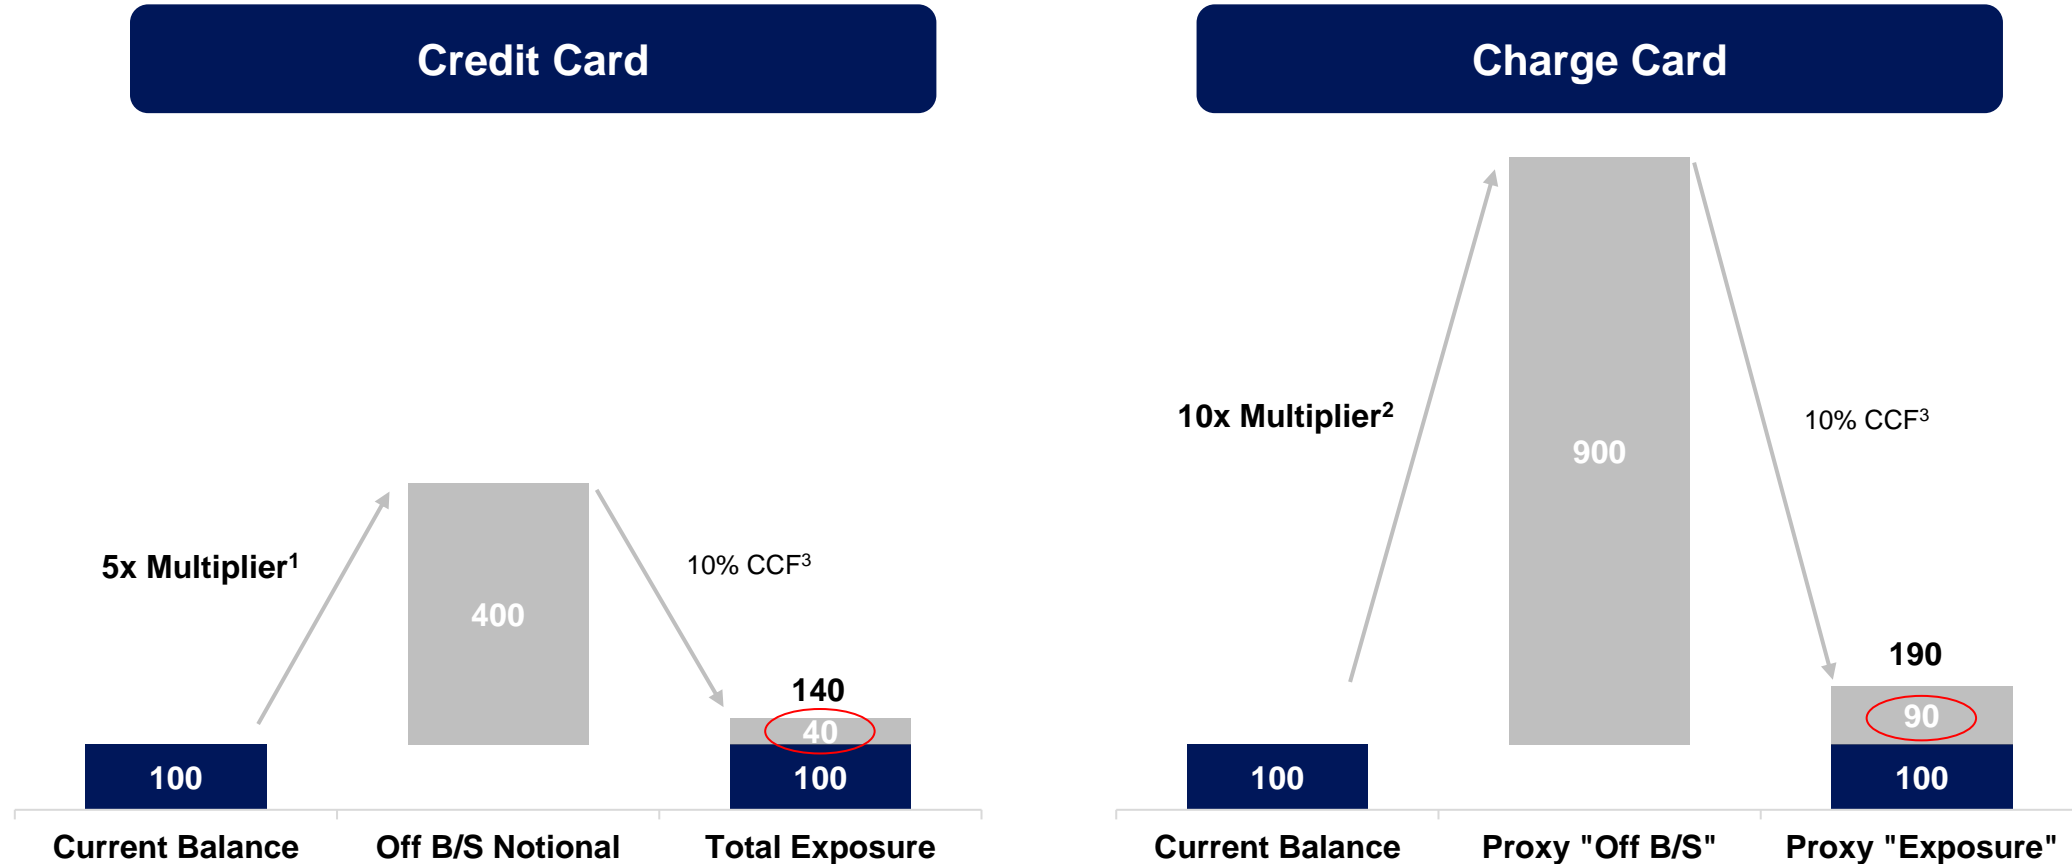 Credit Card
5x Multiplier¹
10% CCF³
400
140
40
100
100
Current Balance
Off B/S Notional
Total Exposure
Charge Card
10x Multiplier²
10% CCF³
900
190
90
100
100
Current Balance
Proxy "Off B/S"
Proxy "Exposure"